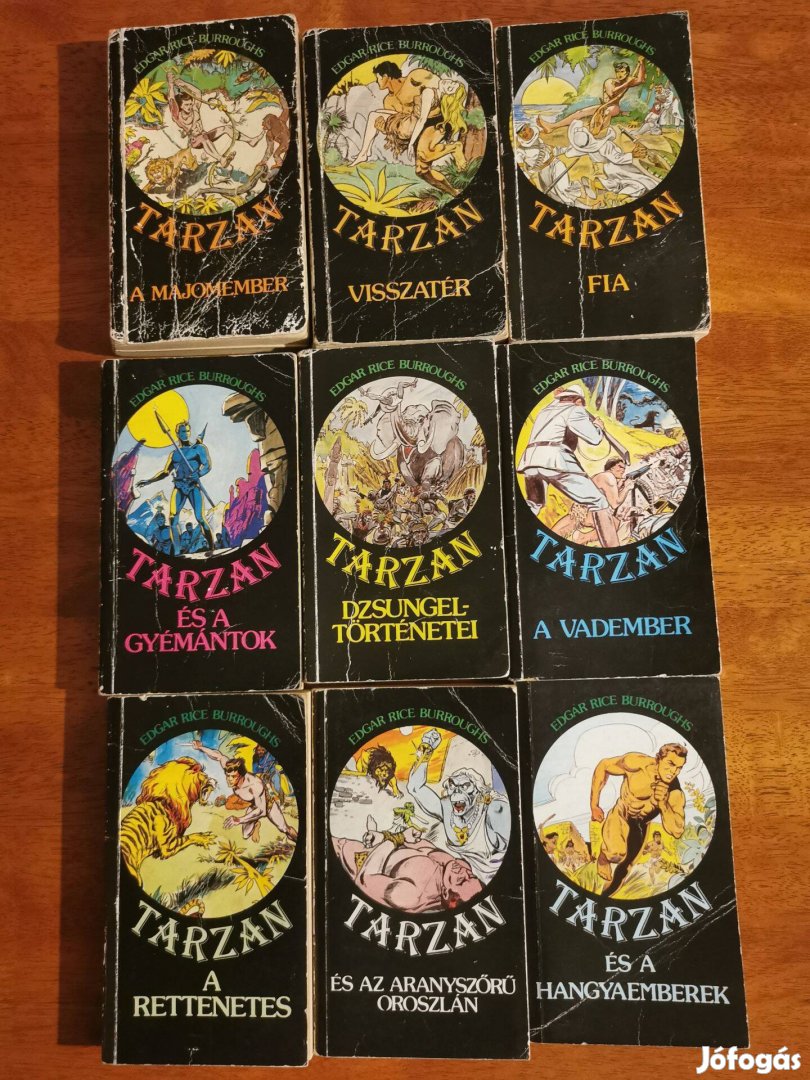 EDGAR RICE BURROUGHS
TARZAN
A MAJOMEMBER
EDGAR RICE BURROUGHS
TARZAN
VISSZATÉR
EDGAR RICE BURROUGHS
TARZAN
FIA
EDGAR RICE BURROUGHS
TARZAN
ÉS A
GYÉMÁNTOK
EDGAR RICE BURROUGHS
TARZAN
DZSUNGEL-
TÖRTÉNETEI
EDGAR RICE BURROUGHS
TARZAN
A VADEMBER
EDGAR RICE BURROUGHS
TARZAN
A
RETTENETES
EDGAR RICE BURROUGHS
TARZAN
ÉS AZ ARANYSZŐRŰ
OROSZLÁN
EDGAR RICE BURROUGHS
TARZAN
ÉS A
HANGYAEMBEREK
Jófogás